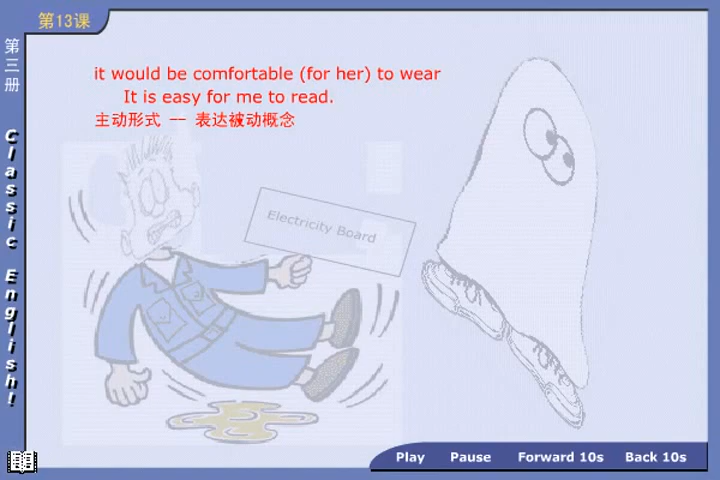 第13课
第三册
Classic English!
it would be comfortable (for her) to wear
It is easy for me to read.
主动形式 -- 表达被动概念
Electricity Board
Play Pause Forward 10s Back 10s